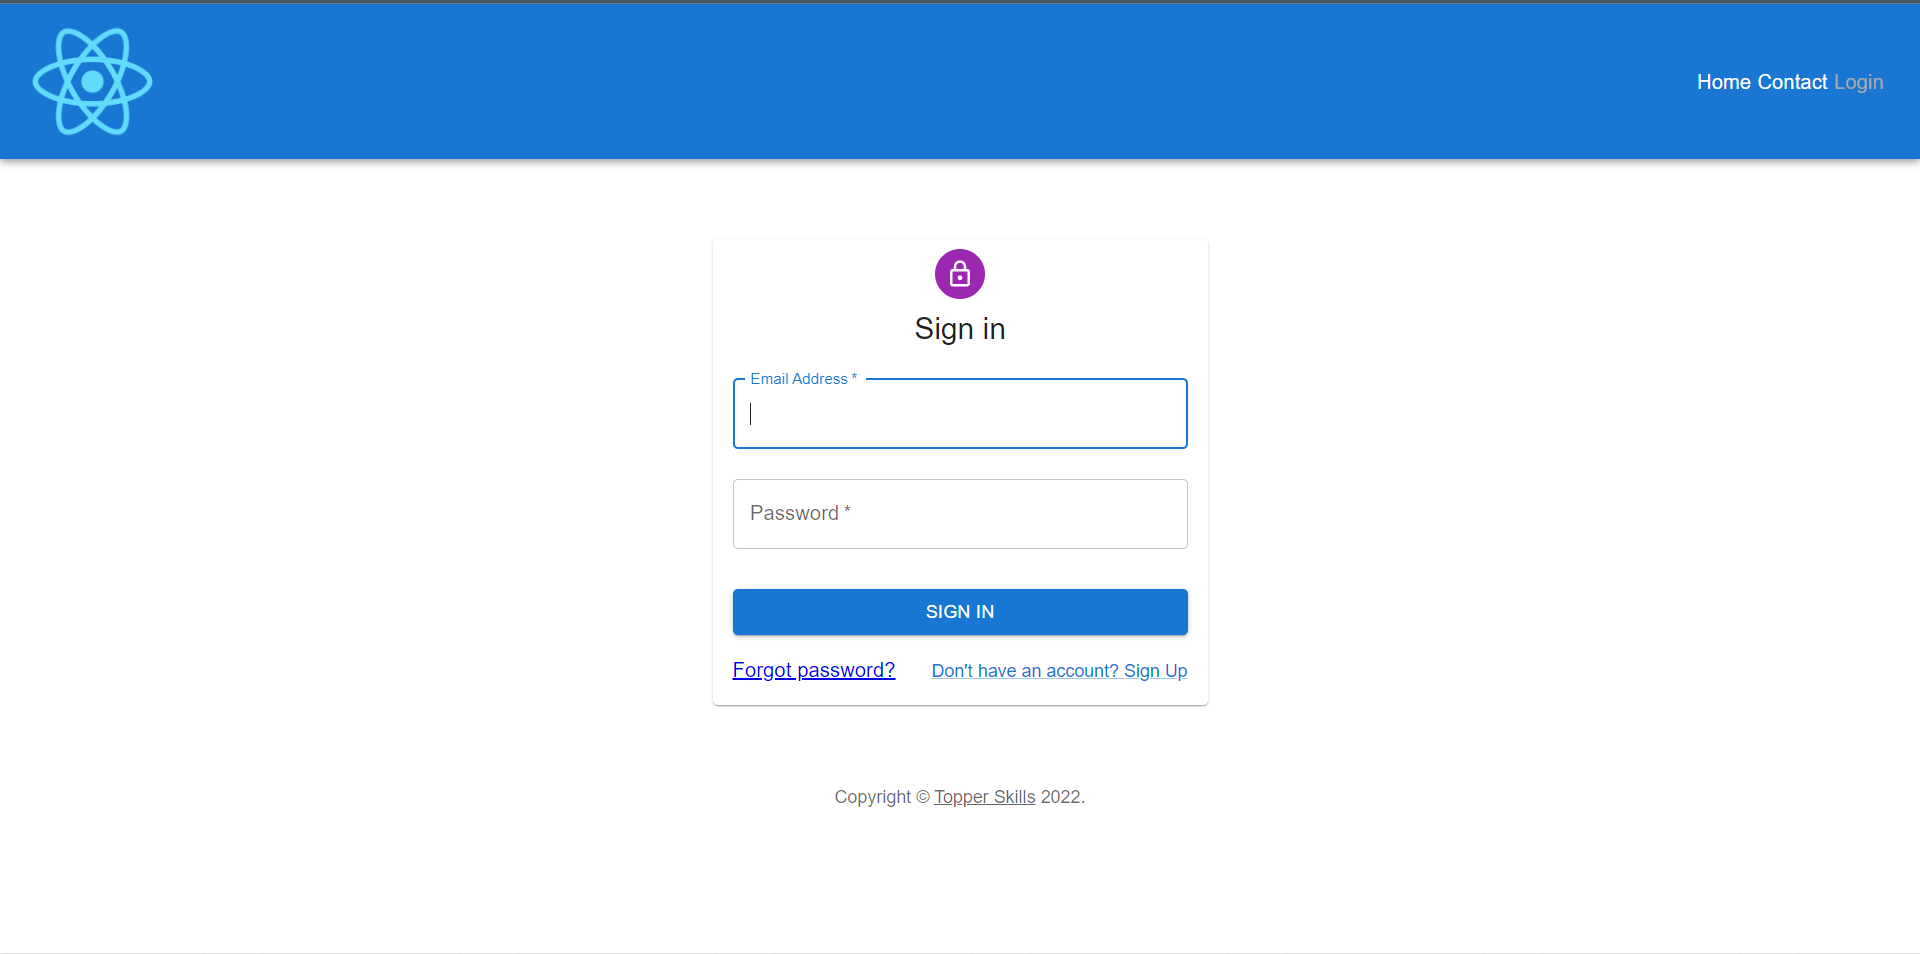 Home Contact Login
Sign in
Email Address *
Password *
SIGN IN
Forgot password? Don't have an account? Sign Up
Copyright © Topper Skills 2022.